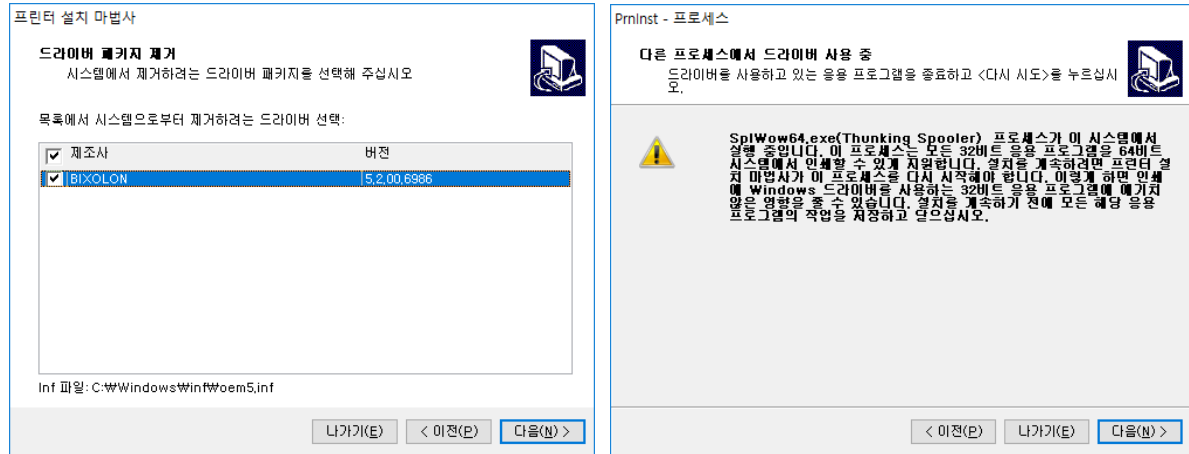 프린터 설치 마법사
드라이버 패키지 제거
시스템에서 제거하려는 드라이버 패키지를 선택해 주십시오
목록에서 시스템으로부터 제거하려는 드라이버 선택:
제조사 버전
BIXOLON 5.2.00.6986
Inf 파일: C:₩Windows₩inf₩oem5.inf
나가기(E) < 이전(P) 다음(N) >
PrnInst - 프로세스
다른 프로세스에서 드라이버 사용 중
드라이버를 사용하고 있는 응용 프로그램을 종료하고 <다시 시도>를 누르십시
오.
SplWow64.exe(Thunking Spooler) 프로세스가 이 시스템에서
실행 중입니다. 이 프로세스는 모든 32비트 응용 프로그램을 64비트
시스템에서 인쇄할 수 있게 지원합니다. 설치를 계속하려면 프린터 설
치 마법사가 이 프로세스를 다시 시작해야 합니다. 이렇게 하면 인쇄
에 Windows 드라이버를 사용하는 32비트 응용 프로그램에 예기치
않은 영향을 줄 수 있습니다. 설치를 계속하기 전에 모든 해당 응용
프로그램의 작업을 저장하고 닫으십시오.
< 이전(P) 나가기(E) 다음(N) >